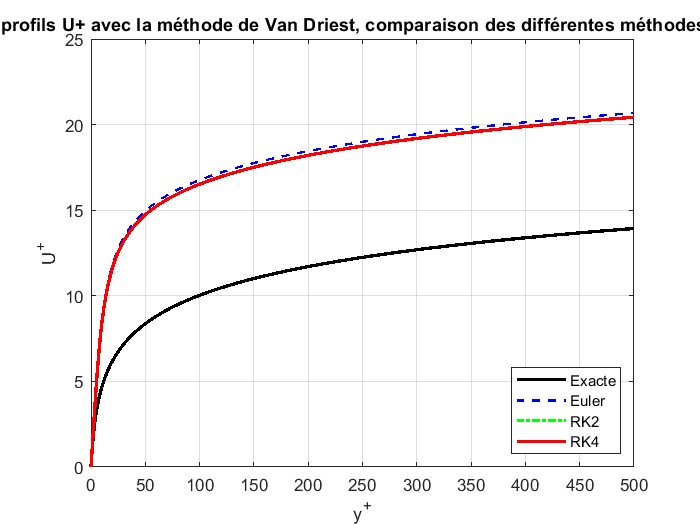 profils U+ avec la méthode de Van Driest, comparaison des différentes méthodes
25
20
15
10
5
0
U+
0 50 100 150 200 250 300 350 400 450 500
y+
Exacte
Euler
RK2
RK4